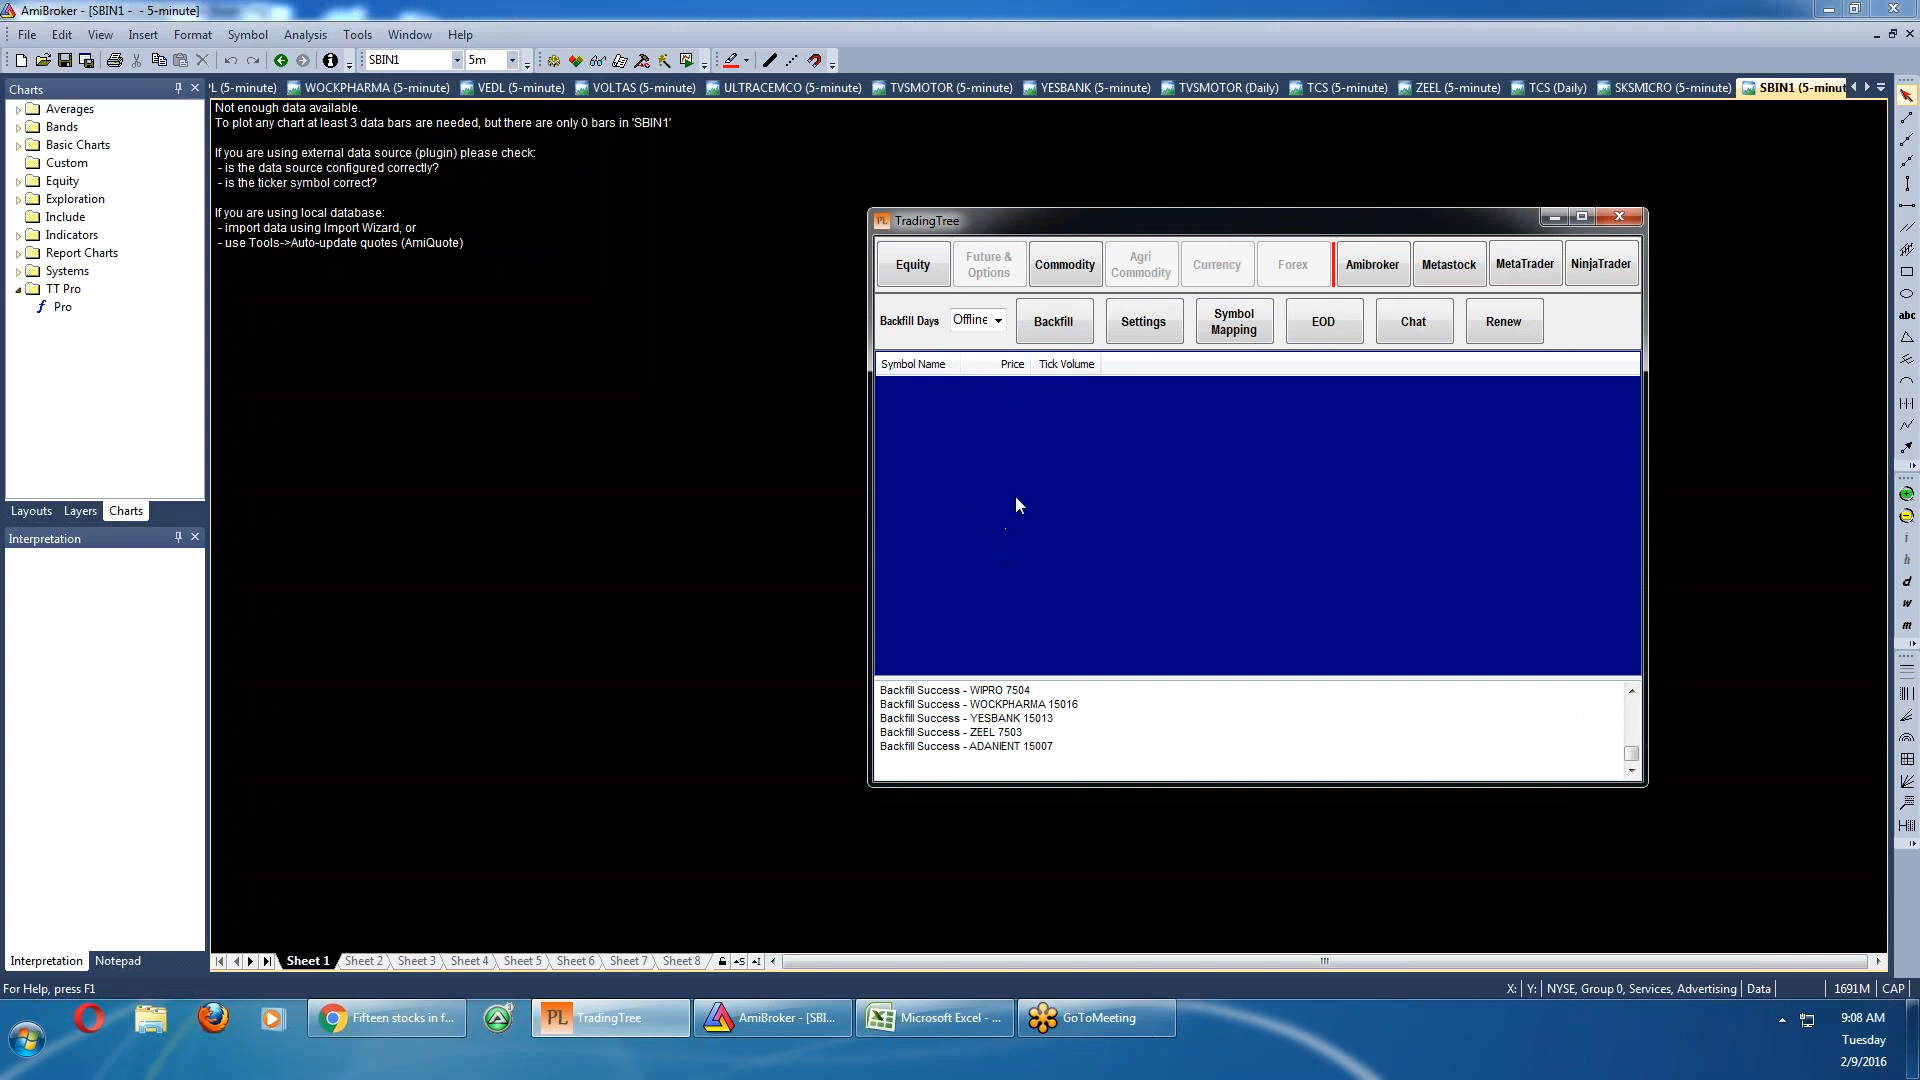 AmiBroker - [SBIN1 - - 5-minute]
File Edit View Insert Format Symbol Analysis Tools Window Help
SBIN1 5m
Charts
PL (5-minute) WOCKPHARMA (5-minute) VEDL (5-minute) VOLTAS (5-minute) ULTRACEMCO (5-minute) TVSMOTOR (5-minute) YESBANK (5-minute) TVSMOTOR (Daily) TCS (5-minute) ZEEL (5-minute) TCS (Daily) SKSMICRO (5-minute) SBIN1 (5-minut
Averages
Bands
Basic Charts
Custom
Equity
Exploration
Include
Indicators
Report Charts
Systems
TT Pro
Pro
Layouts Layers Charts
Interpretation
Interpretation Notepad
Not enough data available.
To plot any chart at least 3 data bars are needed, but there are only 0 bars in 'SBIN1'
If you are using external data source (plugin) please check:
- is the data source configured correctly?
- is the ticker symbol correct?
If you are using local database:
- import data using Import Wizard, or
- use Tools->Auto-update quotes (AmiQuote)
PL TradingTree
Equity Future & Options Commodity Agri Commodity Currency Forex Amibroker Metastock MetaTrader NinjaTrader
Backfill Days Offline Backfill Settings Symbol Mapping EOD Chat Renew
Symbol Name Price Tick Volume
Backfill Success - WIPRO 7504
Backfill Success - WOCKPHARMA 15016
Backfill Success - YESBANK 15013
Backfill Success - ZEEL 7503
Backfill Success - ADANIENT 15007
abc
i
h
d
w
m
Sheet 1 Sheet 2 Sheet 3 Sheet 4 Sheet 5 Sheet 6 Sheet 7 Sheet 8
For Help, press F1
X: Y: NYSE, Group 0, Services, Advertising Data 1691M CAP
Fifteen stocks in f... PL TradingTree AmiBroker - [SBI... Microsoft Excel - ... GoToMeeting
9:08 AM
Tuesday
2/9/2016